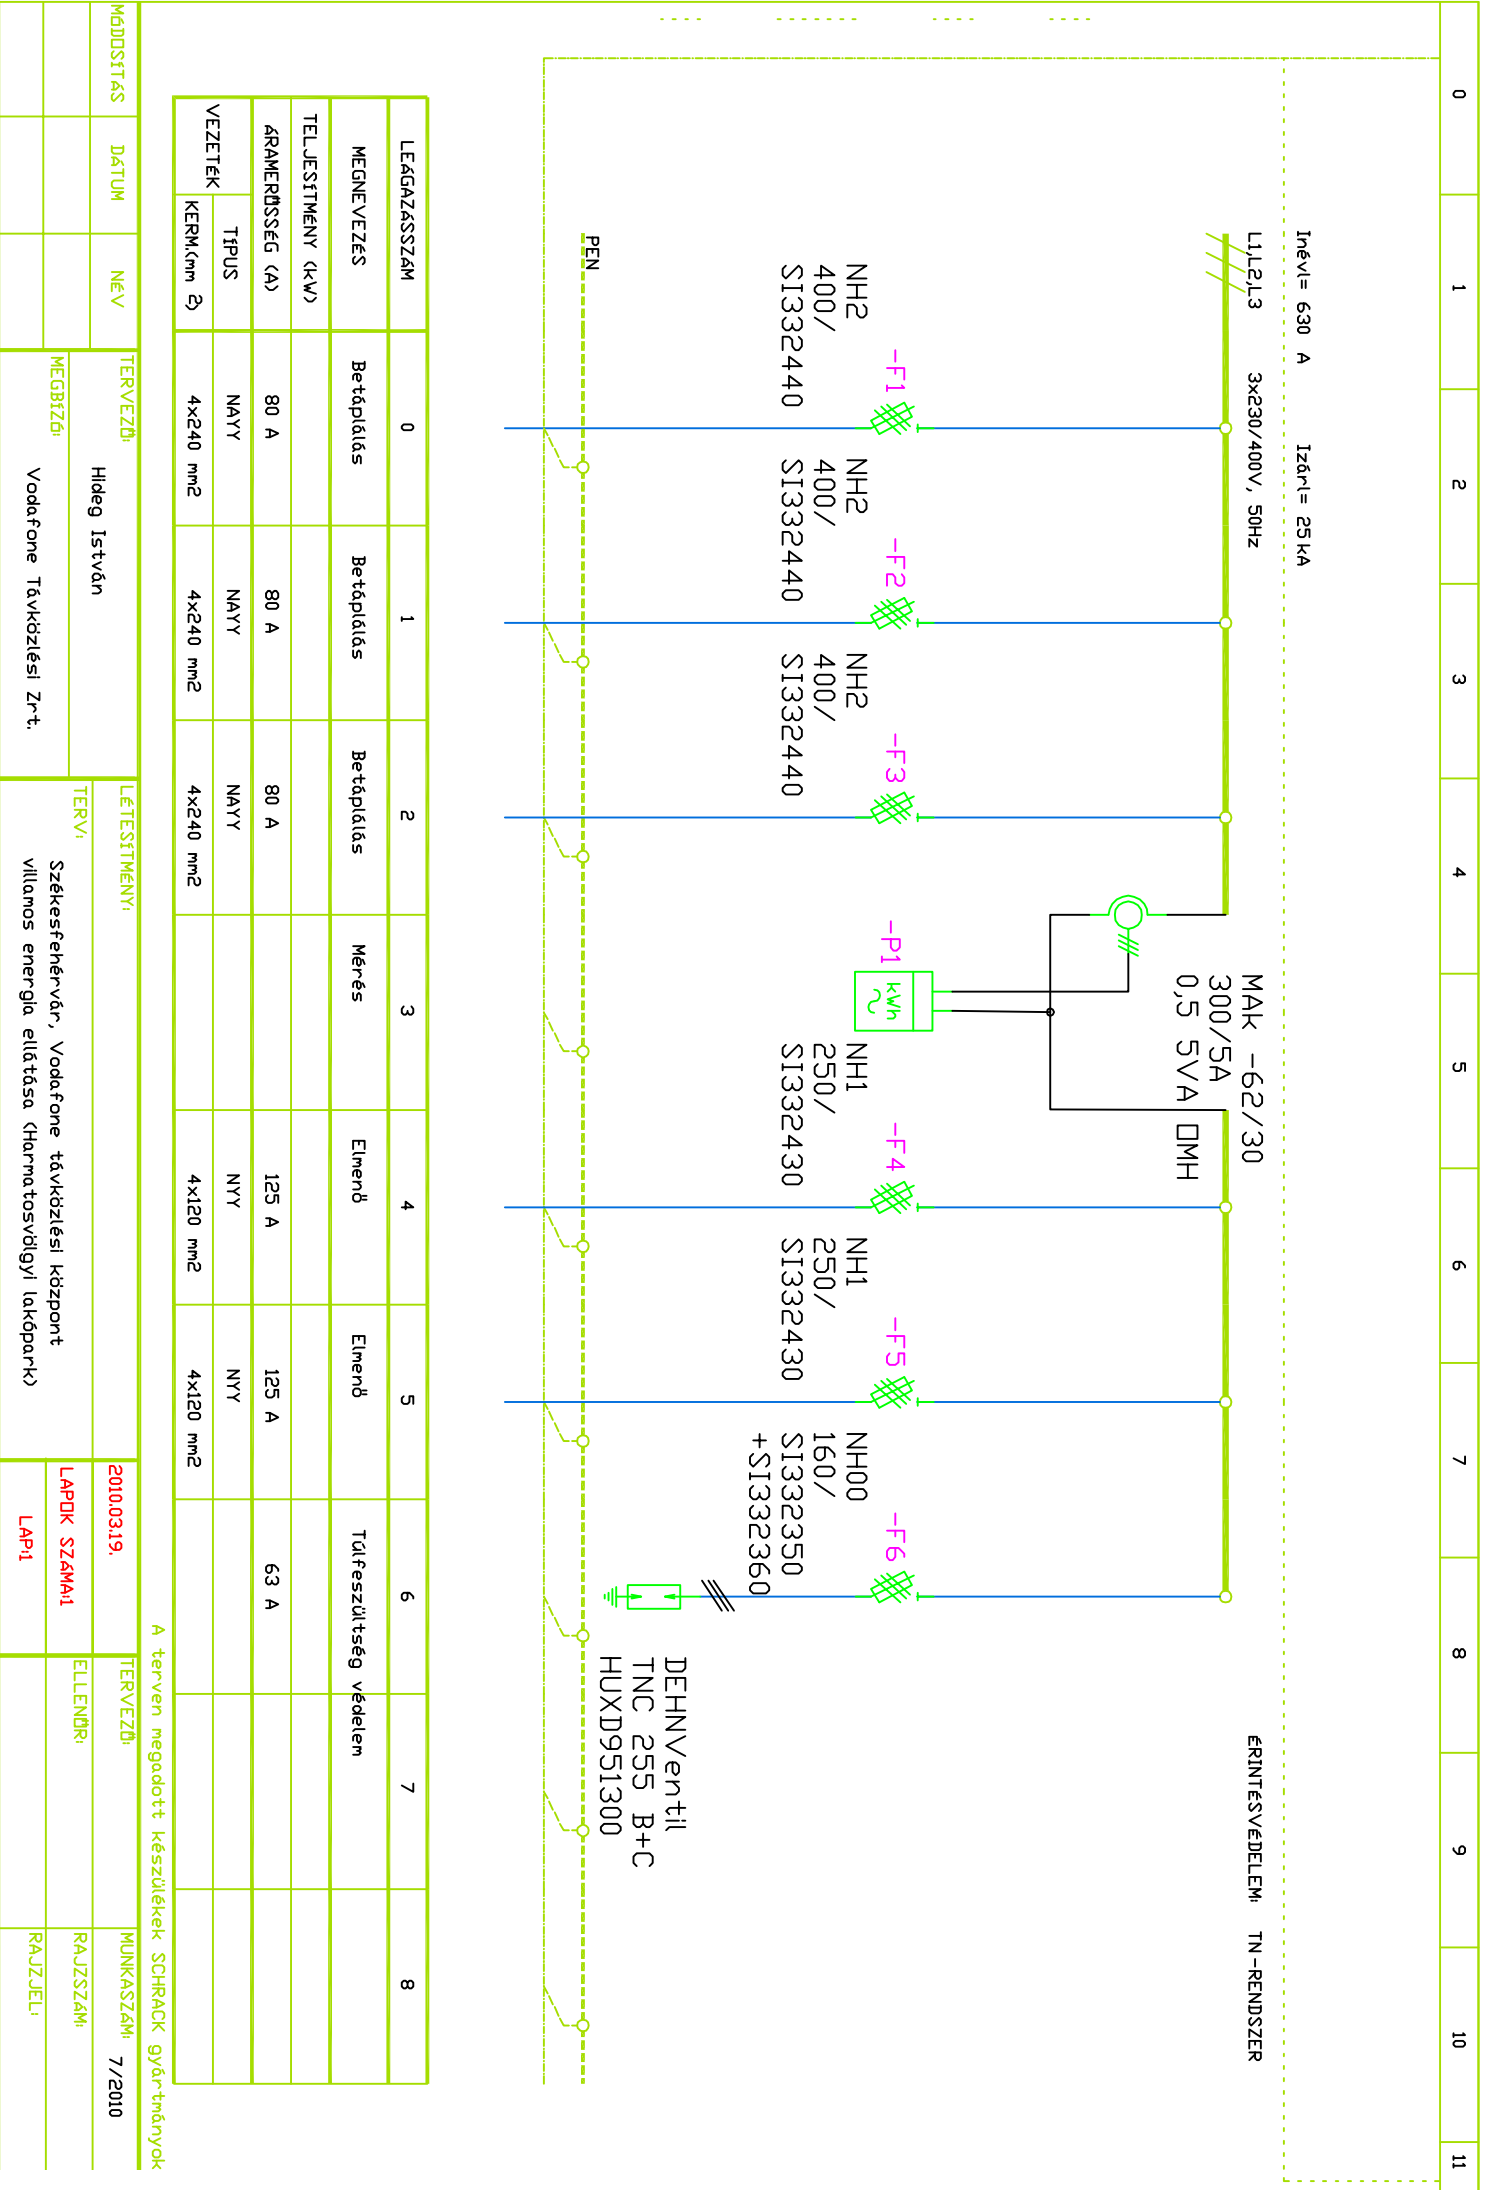 0 1 2 3 4 5 6 7 8 9 10 11
Inévl= 630 A Izárl= 25 kA
L1,L2,L3 3x230/400V, 50Hz
ÉRINTÉSVÉDELEM: TN-RENDSZER
MAK -62/30
300/5A
0,5 5VA OMH
-F1
NH2
400/
SI332440
-F2
NH2
400/
SI332440
-F3
NH2
400/
SI332440
-P1
kWh
-F4
NH1
250/
SI332430
-F5
NH1
250/
SI332430
-F6
NH00
160/
SI332350
+SI332360
DEHNVentil
TNC 255 B+C
HUXD951300
PEN
LEÁGAZÁSSZÁM 0 1 2 3 4 5 6 7 8
MEGNEVEZÉS Betáplálás Betáplálás Betáplálás Mérés Elmenő Elmenő Túlfeszültség védelem
TELJESÍTMÉNY (kW)
ÁRAMERŐSSÉG (A) 80 A 80 A 80 A 125 A 125 A 63 A
VEZETÉK
TÍPUS NAYY NAYY NAYY NYY NYY
KERM.(mm 2) 4x240 mm2 4x240 mm2 4x240 mm2 4x120 mm2 4x120 mm2
A terven megadott készülékek SCHRACK gyártmányok
MÓDOSÍTÁS DÁTUM NÉV
TERVEZŐ: Hideg István
MEGBÍZÓ: Vodafone Távközlési Zrt.
LÉTESÍTMÉNY:
TERV:
Székesfehérvár, Vodafone távközlési központ
villamos energia ellátása (Harmatosvölgyi lakópark)
2010.03.19.
LAPOK SZÁMA:1
LAP:1
TERVEZŐ:
ELLENŐR:
MUNKASZÁM: 7/2010
RAJZSZÁM:
RAJZJEL: